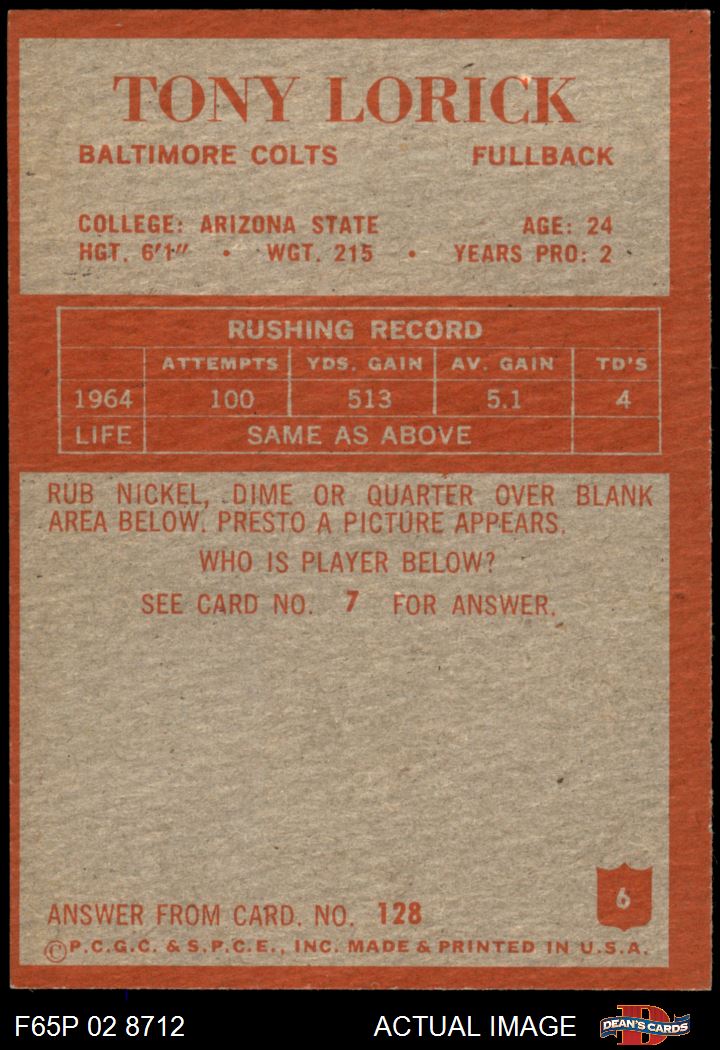 TONY LORICK
BALTIMORE COLTS FULLBACK
COLLEGE: ARIZONA STATE AGE: 24
HGT. 6'1" • WGT. 215 • YEARS PRO: 2
RUSHING RECORD
ATTEMPTS YDS. GAIN AV. GAIN TD'S
1964 100 513 5.1 4
LIFE SAME AS ABOVE
RUB NICKEL, DIME OR QUARTER OVER BLANK
AREA BELOW. PRESTO A PICTURE APPEARS.
WHO IS PLAYER BELOW?
SEE CARD NO. 7 FOR ANSWER.
6
ANSWER FROM CARD. NO. 128
©P.C.G.C. & S.P.C.E., INC. MADE & PRINTED IN U.S.A.
F65P 02 8712 ACTUAL IMAGE D DEAN'S CARDS